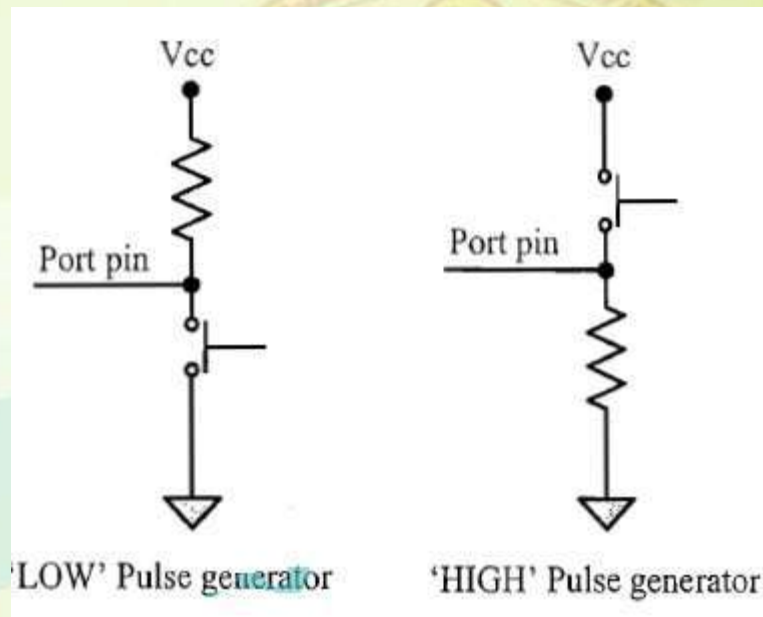 Vcc
Vcc
Port pin
Port pin
‘LOW’ Pulse generator
‘HIGH’ Pulse generator